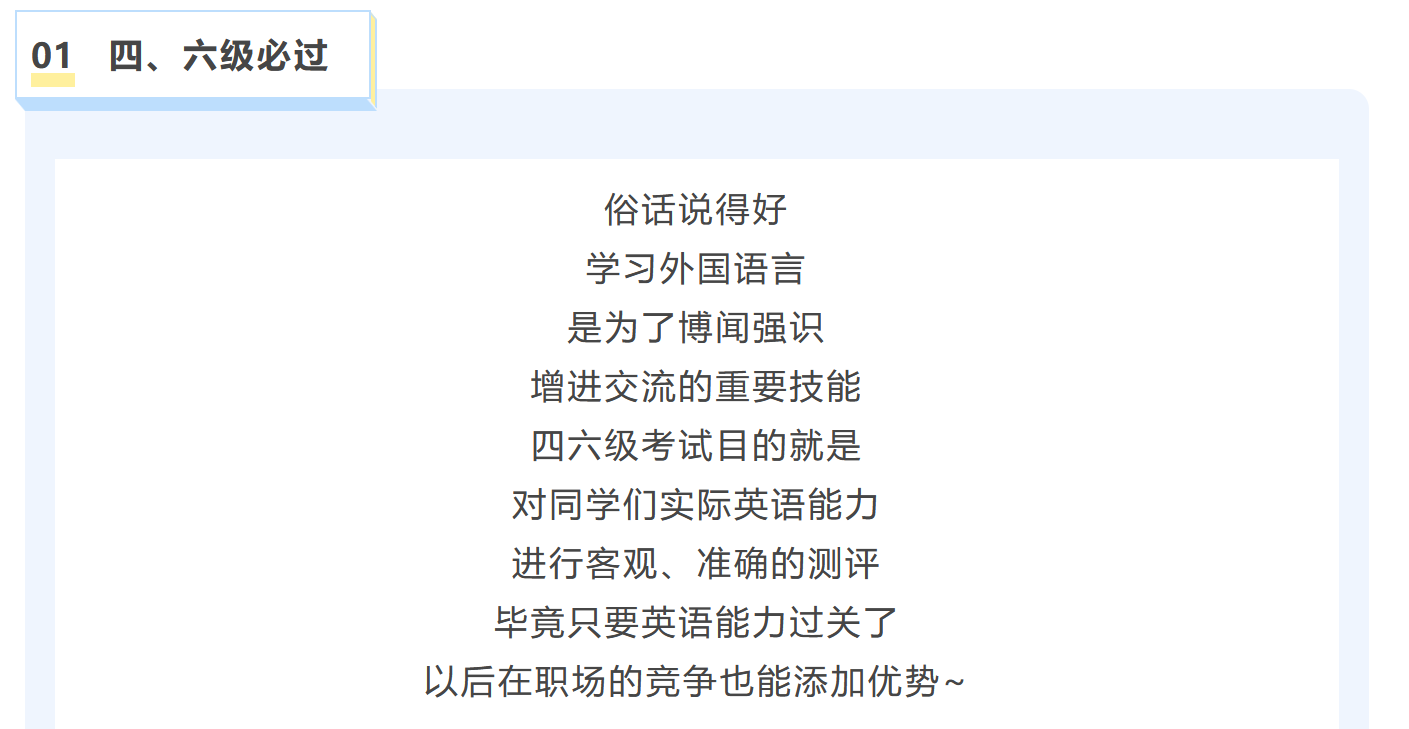 01 四、六级必过
俗话说得好
学习外国语言
是为了博闻强识
增进交流的重要技能
四六级考试目的就是
对同学们实际英语能力
进行客观、准确的测评
毕竟只要英语能力过关了
以后在职场的竞争也能添加优势~